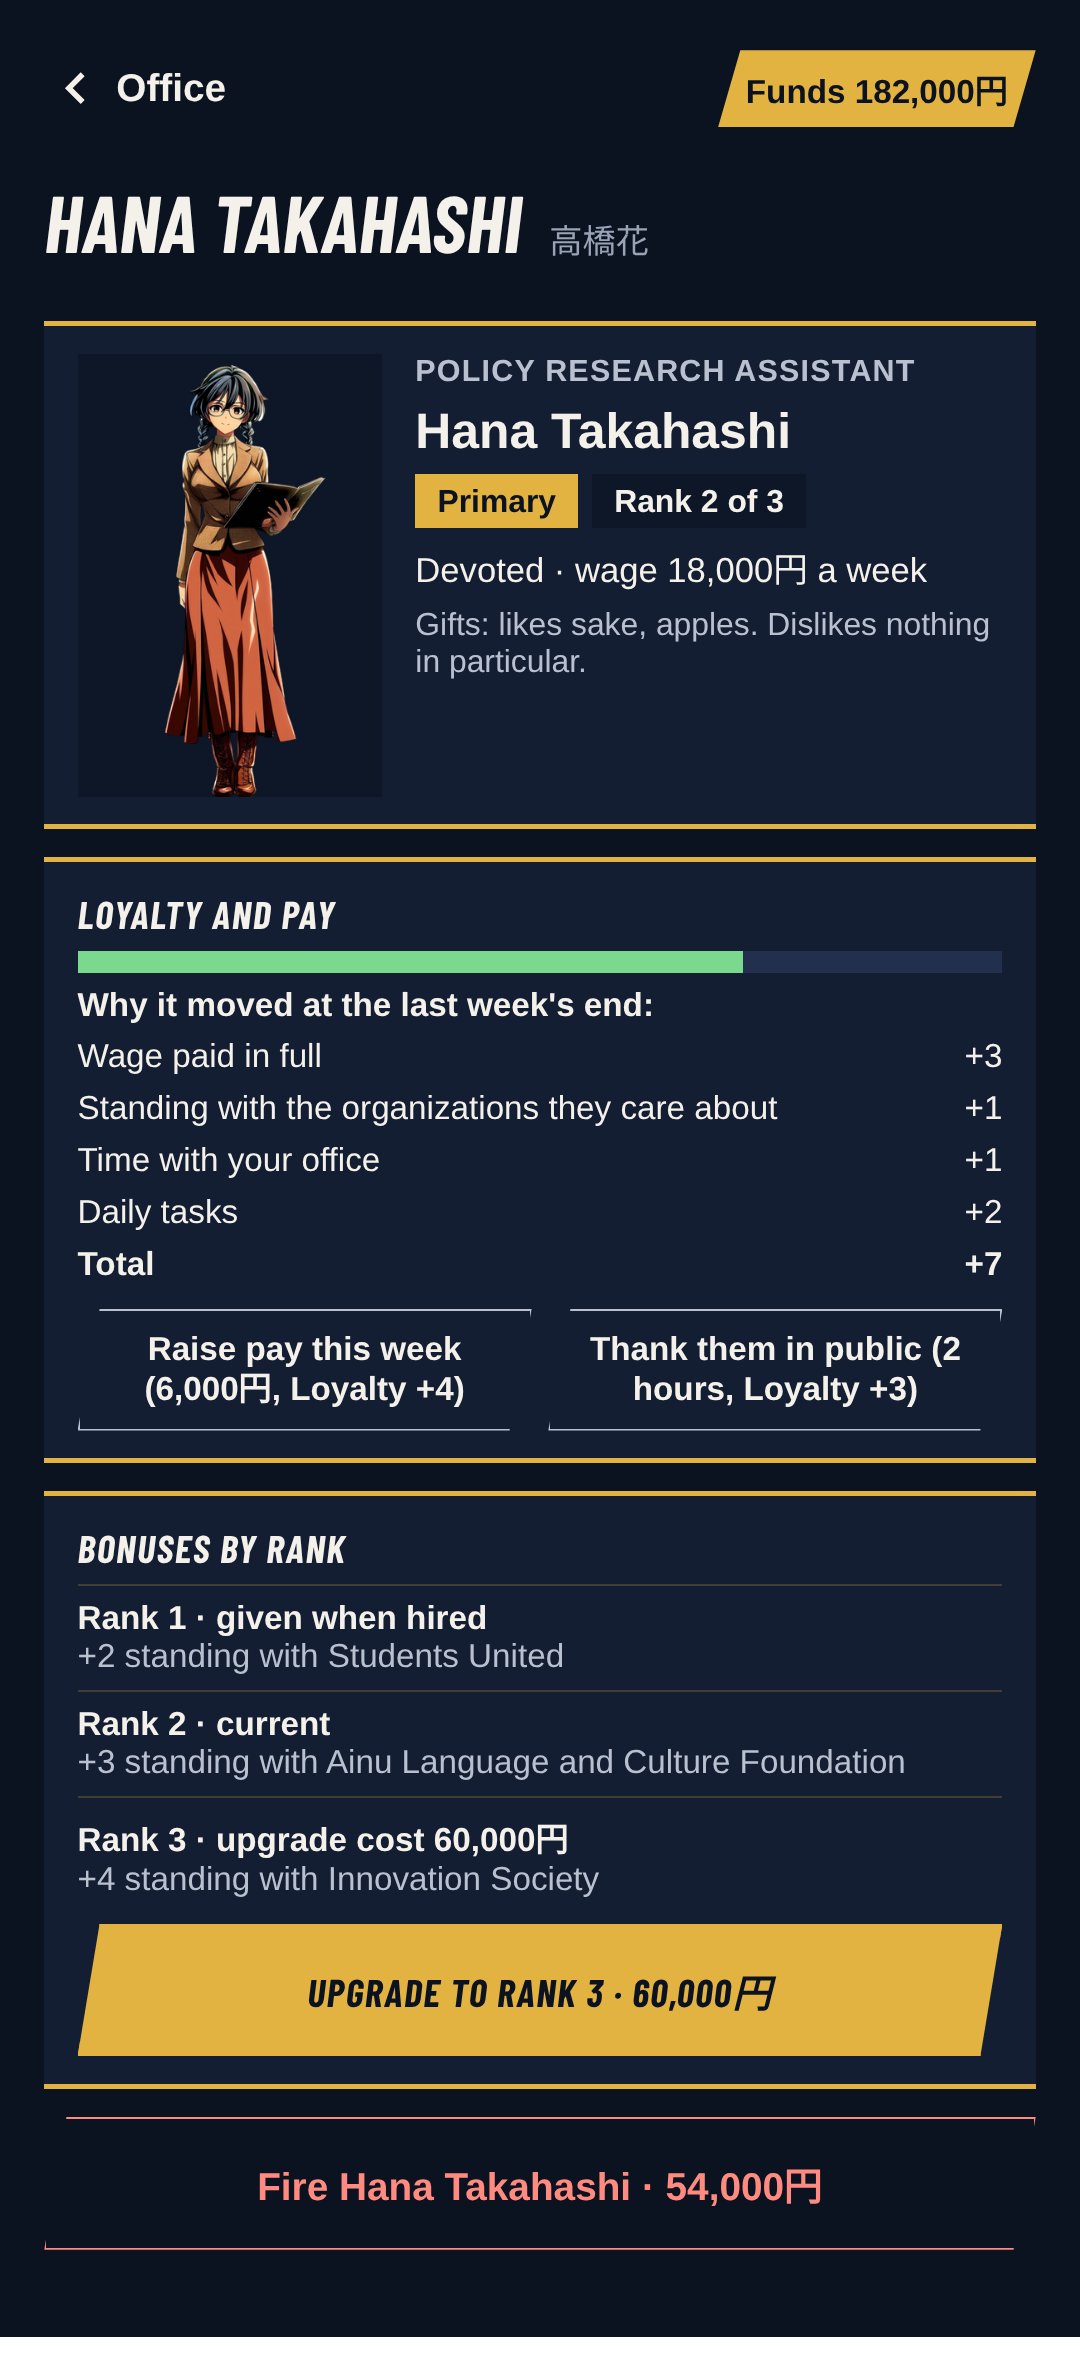 Office
Funds 182,000円
HANA TAKAHASHI 高橋花
POLICY RESEARCH ASSISTANT
Hana Takahashi
Primary
Rank 2 of 3
Devoted · wage 18,000円 a week
Gifts: likes sake, apples. Dislikes nothing
in particular.
LOYALTY AND PAY
Why it moved at the last week's end:
Wage paid in full +3
Standing with the organizations they care about +1
Time with your office +1
Daily tasks +2
Total +7
Raise pay this week
(6,000円, Loyalty +4)
Thank them in public (2
hours, Loyalty +3)
BONUSES BY RANK
Rank 1 · given when hired
+2 standing with Students United
Rank 2 · current
+3 standing with Ainu Language and Culture Foundation
Rank 3 · upgrade cost 60,000円
+4 standing with Innovation Society
UPGRADE TO RANK 3 · 60,000円
Fire Hana Takahashi · 54,000円